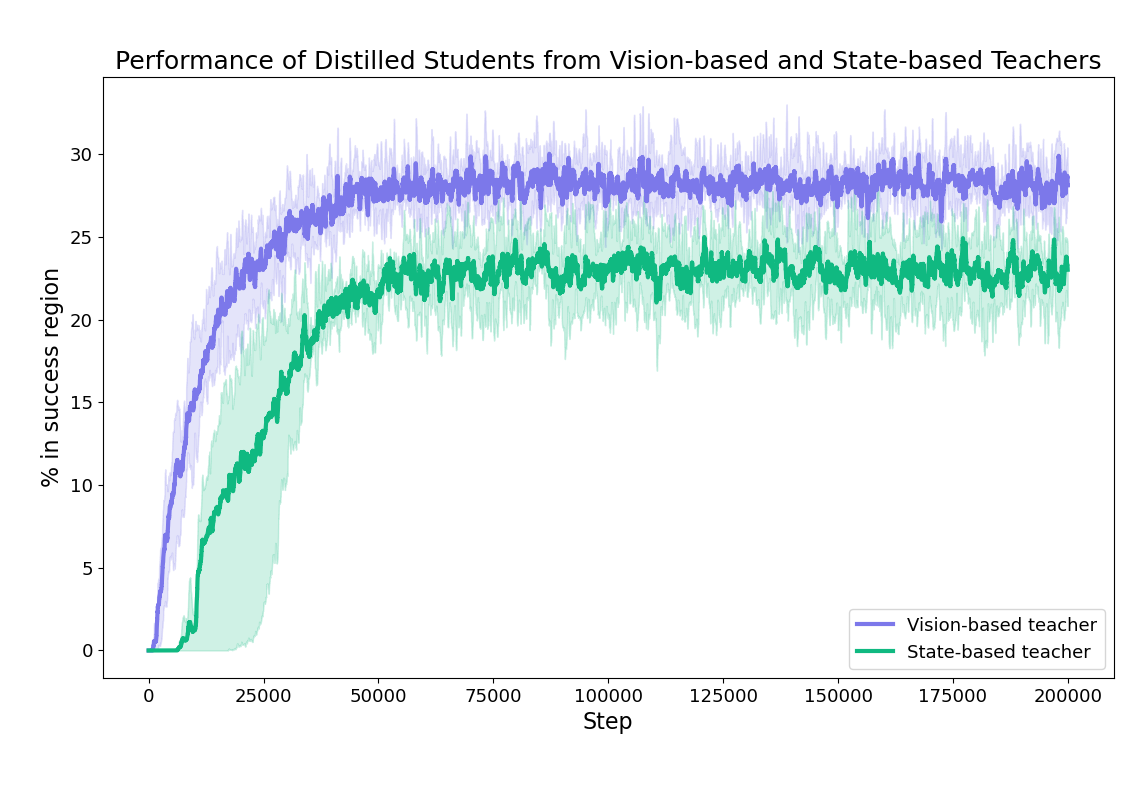 Performance of Distilled Students from Vision-based and State-based Teachers
% in success region
30
25
20
15
10
5
0
0 25000 50000 75000 100000 125000 150000 175000 200000
Step
Vision-based teacher
State-based teacher